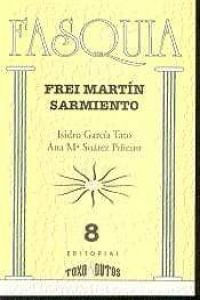 FASQUIA
FREI MARTÍN
SARMIENTO
Isidro García Tato
Ana Mª Suárez Piñeiro
8
EDITORIAL
TOXOSOUTOS